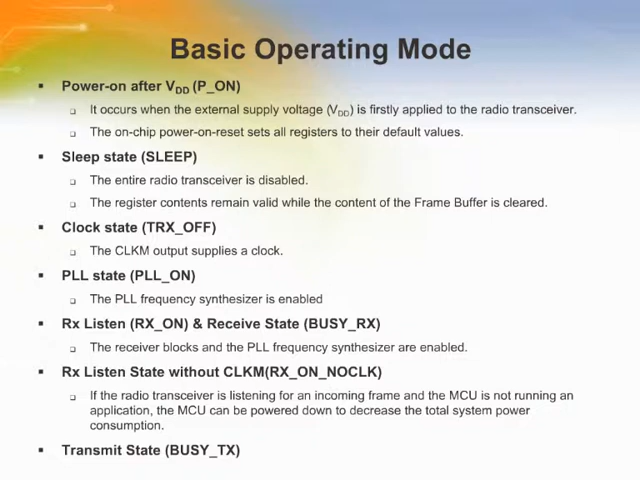 Basic Operating Mode
▪ Power-on after VDD (P_ON)
❑ It occurs when the external supply voltage (VDD) is firstly applied to the radio transceiver.
❑ The on-chip power-on-reset sets all registers to their default values.
▪ Sleep state (SLEEP)
❑ The entire radio transceiver is disabled.
❑ The register contents remain valid while the content of the Frame Buffer is cleared.
▪ Clock state (TRX_OFF)
❑ The CLKM output supplies a clock.
▪ PLL state (PLL_ON)
❑ The PLL frequency synthesizer is enabled
▪ Rx Listen (RX_ON) & Receive State (BUSY_RX)
❑ The receiver blocks and the PLL frequency synthesizer are enabled.
▪ Rx Listen State without CLKM(RX_ON_NOCLK)
❑ If the radio transceiver is listening for an incoming frame and the MCU is not running an
application, the MCU can be powered down to decrease the total system power
consumption.
▪ Transmit State (BUSY_TX)